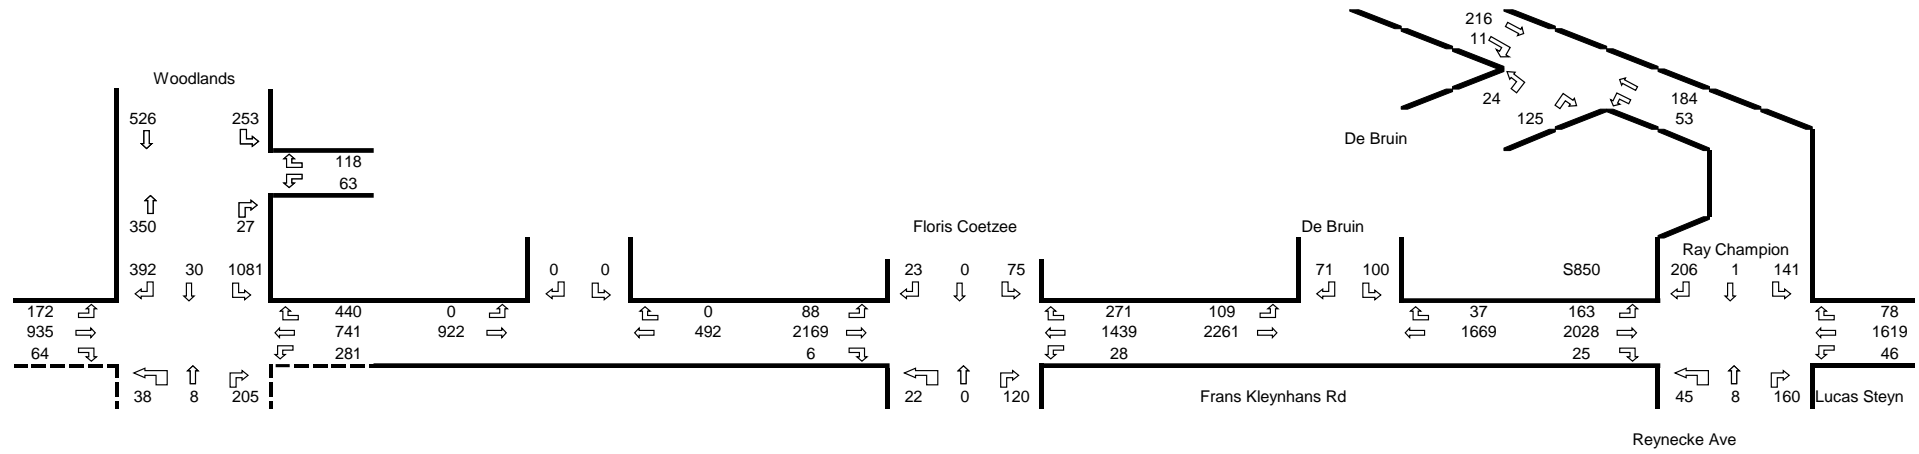 216
11
Woodlands
24 184
526 253 125 53
De Bruin
118
63
350 27 Floris Coetzee De Bruin
Ray Champion
392 30 1081 0 0 23 0 75 71 100 S850 206 1 141
172 440 0 0 88 271 109 37 163 78
935 741 922 492 2169 1439 2261 1669 2028 1619
64 281 6 28 25 46
38 8 205 22 0 120 Frans Kleynhans Rd 45 8 160 Lucas Steyn
Reynecke Ave